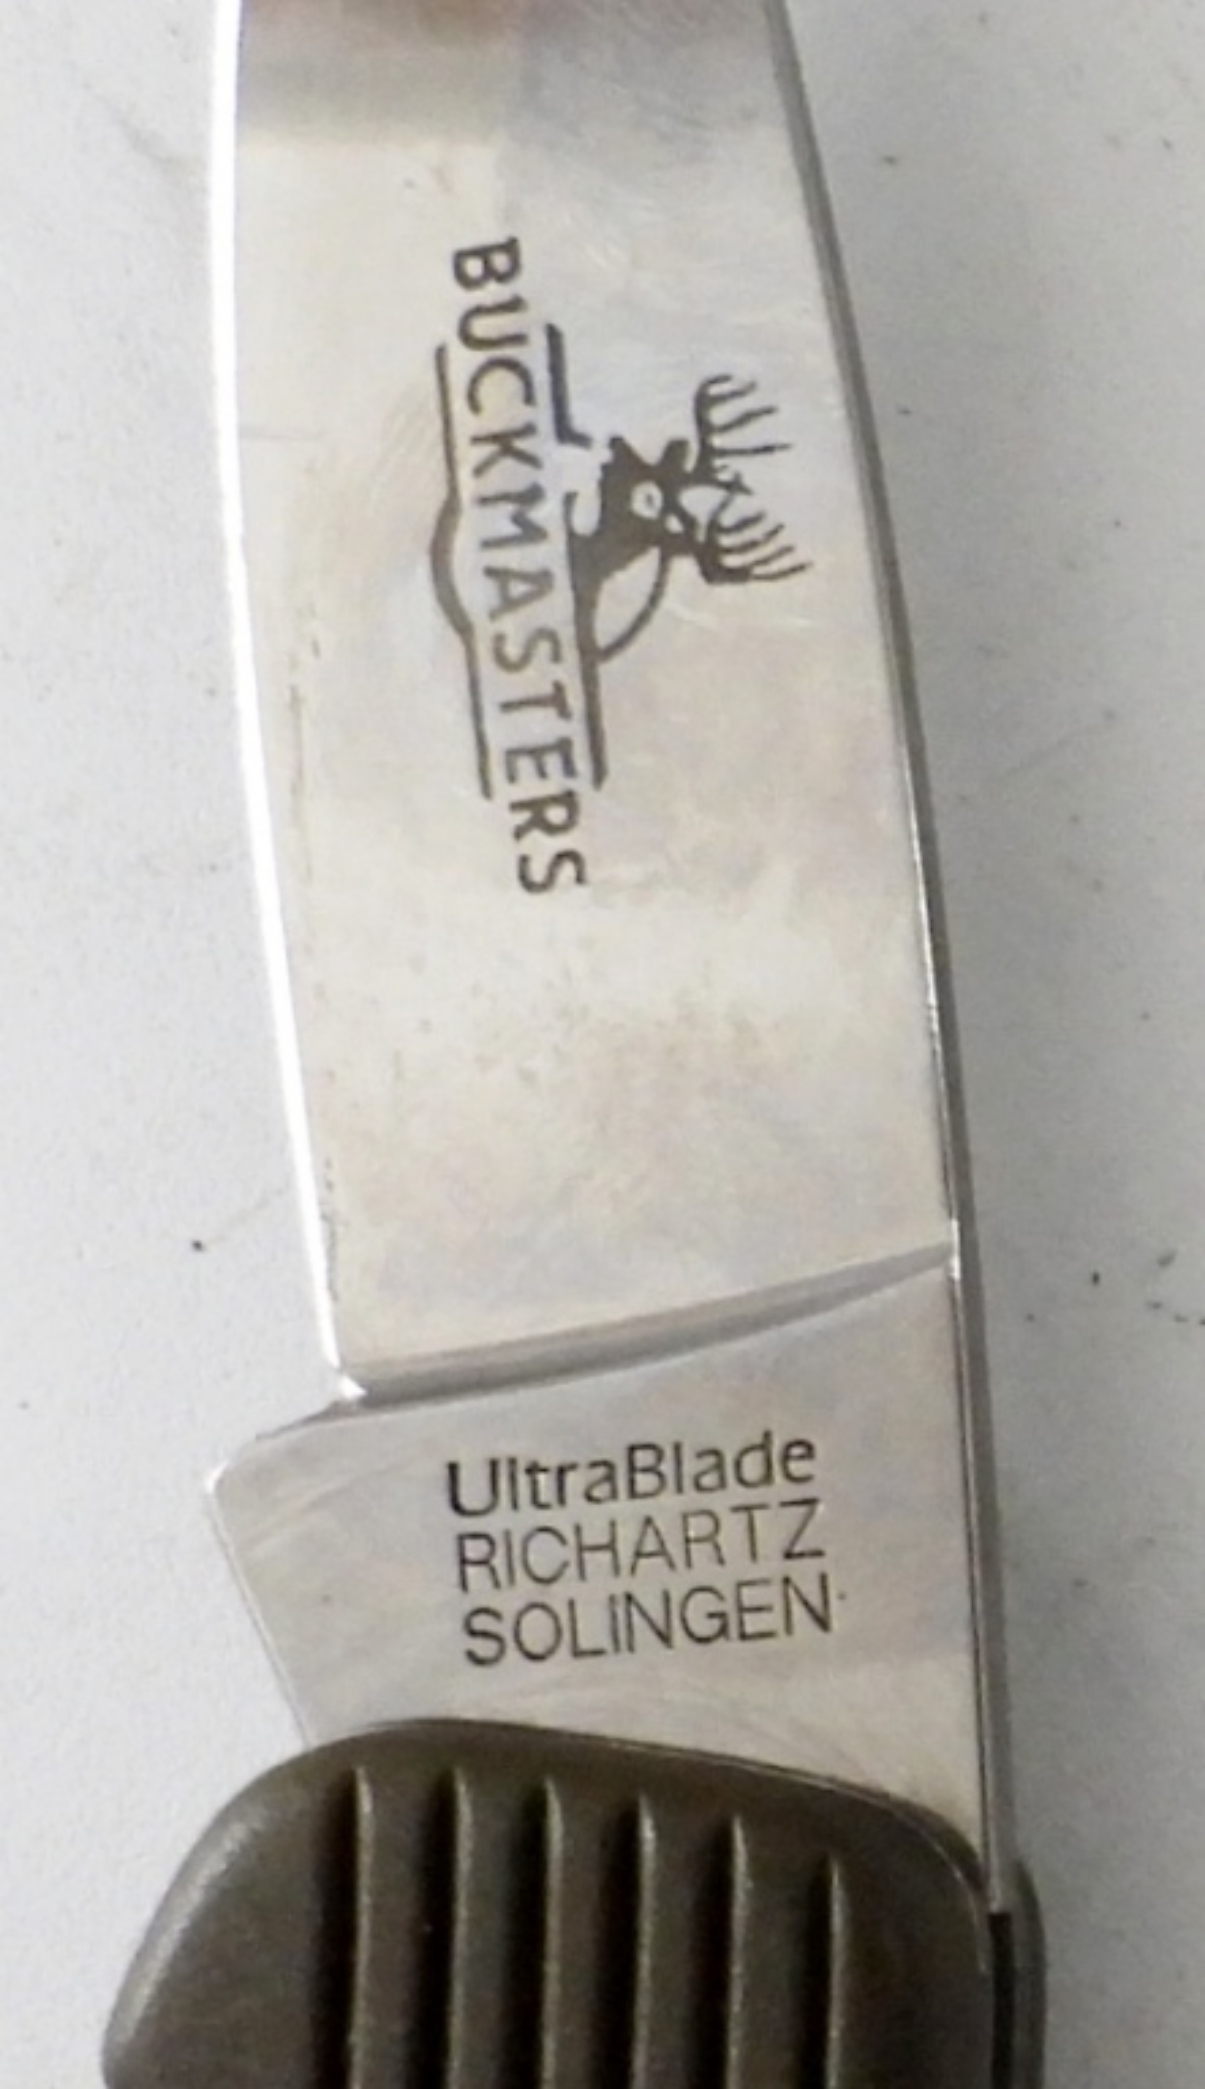 BUCKMASTERS
UltraBlade
RICHARTZ
SOLINGEN